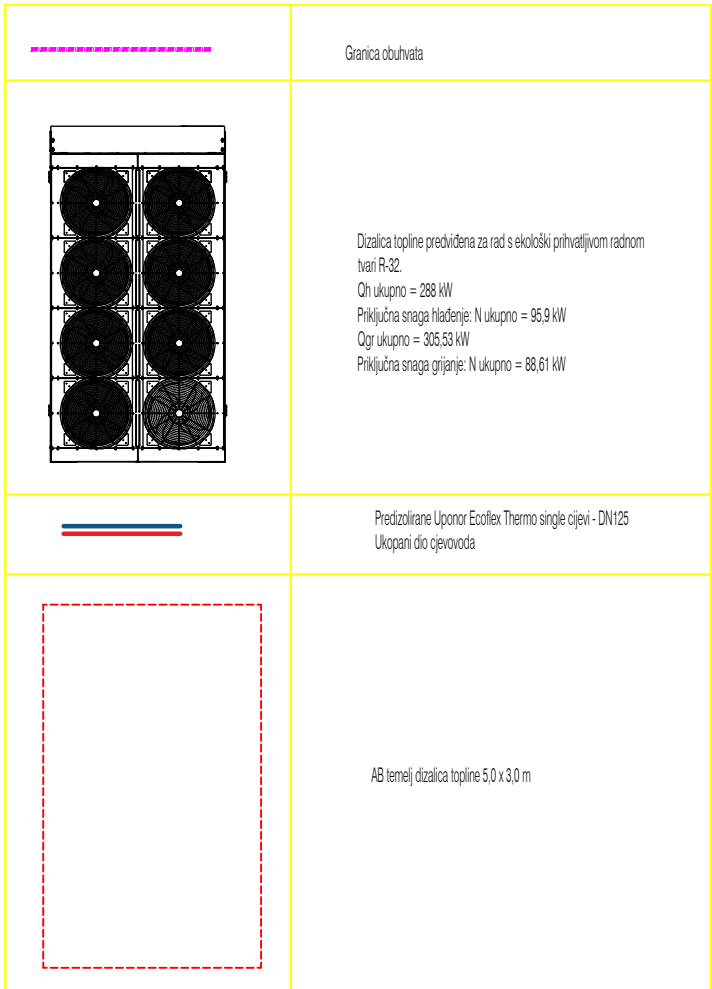 Granica obuhvata
Dizalica topline predviđena za rad s ekološki prihvatljivom radnom
tvari R-32.
Qh ukupno = 288 kW
Priključna snaga hlađenje: N ukupno = 95,9 kW
Qgr ukupno = 305,53 kW
Priključna snaga grijanje: N ukupno = 88,61 kW
Predizolirane Uponor Ecoflex Thermo single cijevi - DN125
Ukopani dio cjevovoda
AB temelj dizalica topline 5,0 x 3,0 m